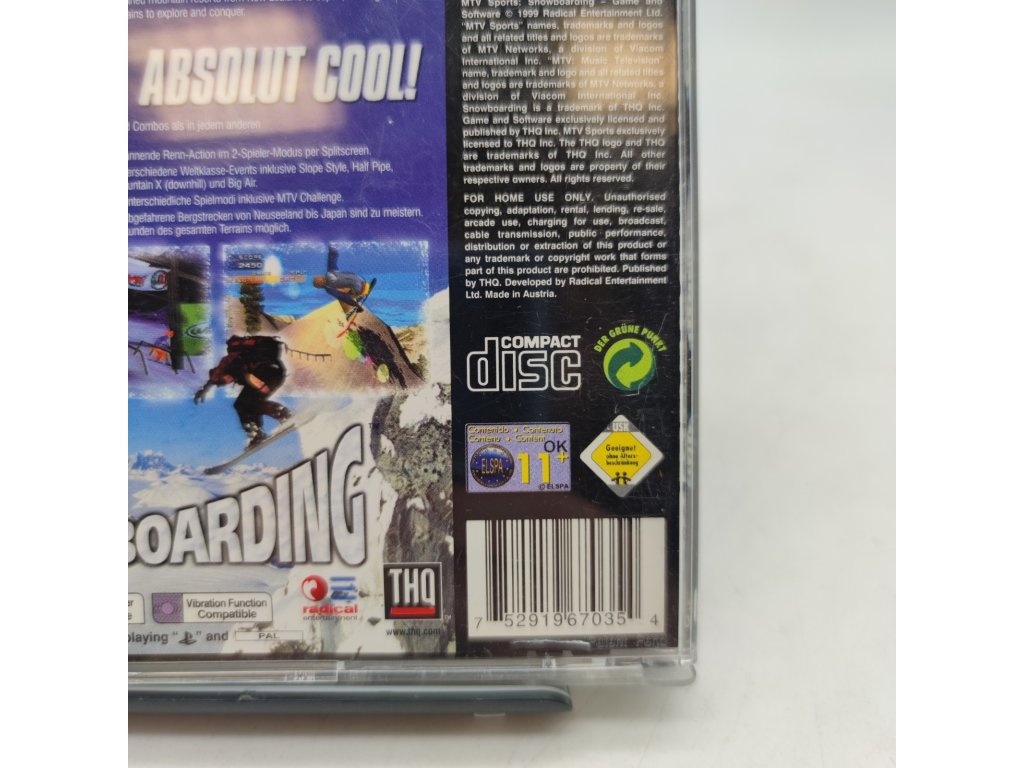 mountain resorts from New Zealand to
ains to explore and conquer.
ABSOLUT COOL!
d Combos als in jedem anderen
nnende Renn-Action im 2-Spieler-Modus per Splitscreen.
erschiedene Weltklasse-Events inklusive Slope Style, Half Pipe,
untain X (downhill) und Big Air.
nterschiedliche Spielmodi inklusive MTV Challenge.
bgefahrene Bergstrecken von Neuseeland bis Japan sind zu meistern.
unden des gesamten Terrains möglich.
SCORE
2450
BOARDING™
Vibration Function
Compatible
playing “ ” and PAL
radical
entertainment
THQ
www.thq.com
MTV Sports: Snowboarding – Game and
Software © 1999 Radical Entertainment Ltd.
“MTV Sports” names, trademarks and logos
and all related titles and logos are trademarks
of MTV Networks, a division of Viacom
International Inc. “MTV: Music Television”
name, trademark and logo and all related titles
and logos are trademarks of MTV Networks, a
division of Viacom International Inc.
Snowboarding is a trademark of THQ Inc.
Game and Software exclusively licensed and
published by THQ Inc. MTV Sports exclusively
licensed to THQ Inc. The THQ logo and THQ
are trademarks of THQ Inc. All other
trademarks and logos are property of their
respective owners. All rights reserved.
FOR HOME USE ONLY. Unauthorised
copying, adaptation, rental, lending, re-sale,
arcade use, charging for use, broadcast,
cable transmission, public performance,
distribution or extraction of this product or
any trademark or copyright work that forms
part of this product are prohibited. Published
by THQ. Developed by Radical Entertainment
Ltd. Made in Austria.
COMPACT
disc
DER GRÜNE PUNKT
Contenido • Contenuto
Conteno • Content
ELSPA
OK
11+
© ELSPA
USK
Geeignet
ohne Alters-
beschränkung
7 52919 67035 4